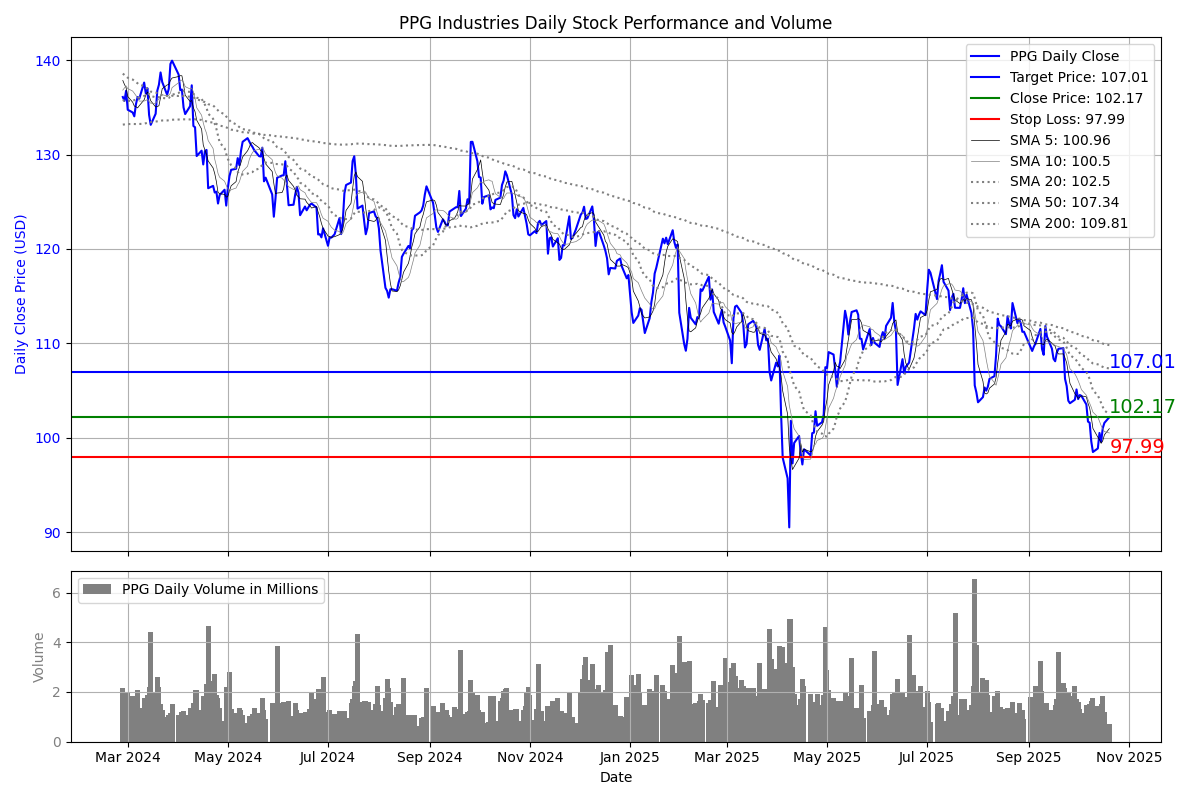 PPG Industries Daily Stock Performance and Volume
140
130
120
110
100
90
Daily Close Price (USD)
PPG Daily Close
Target Price: 107.01
Close Price: 102.17
Stop Loss: 97.99
SMA 5: 100.96
SMA 10: 100.5
SMA 20: 102.5
SMA 50: 107.34
SMA 200: 109.81
107.01
102.17
97.99
PPG Daily Volume in Millions
6
4
2
0
Volume
Mar 2024
May 2024
Jul 2024
Sep 2024
Nov 2024
Jan 2025
Mar 2025
May 2025
Jul 2025
Sep 2025
Nov 2025
Date